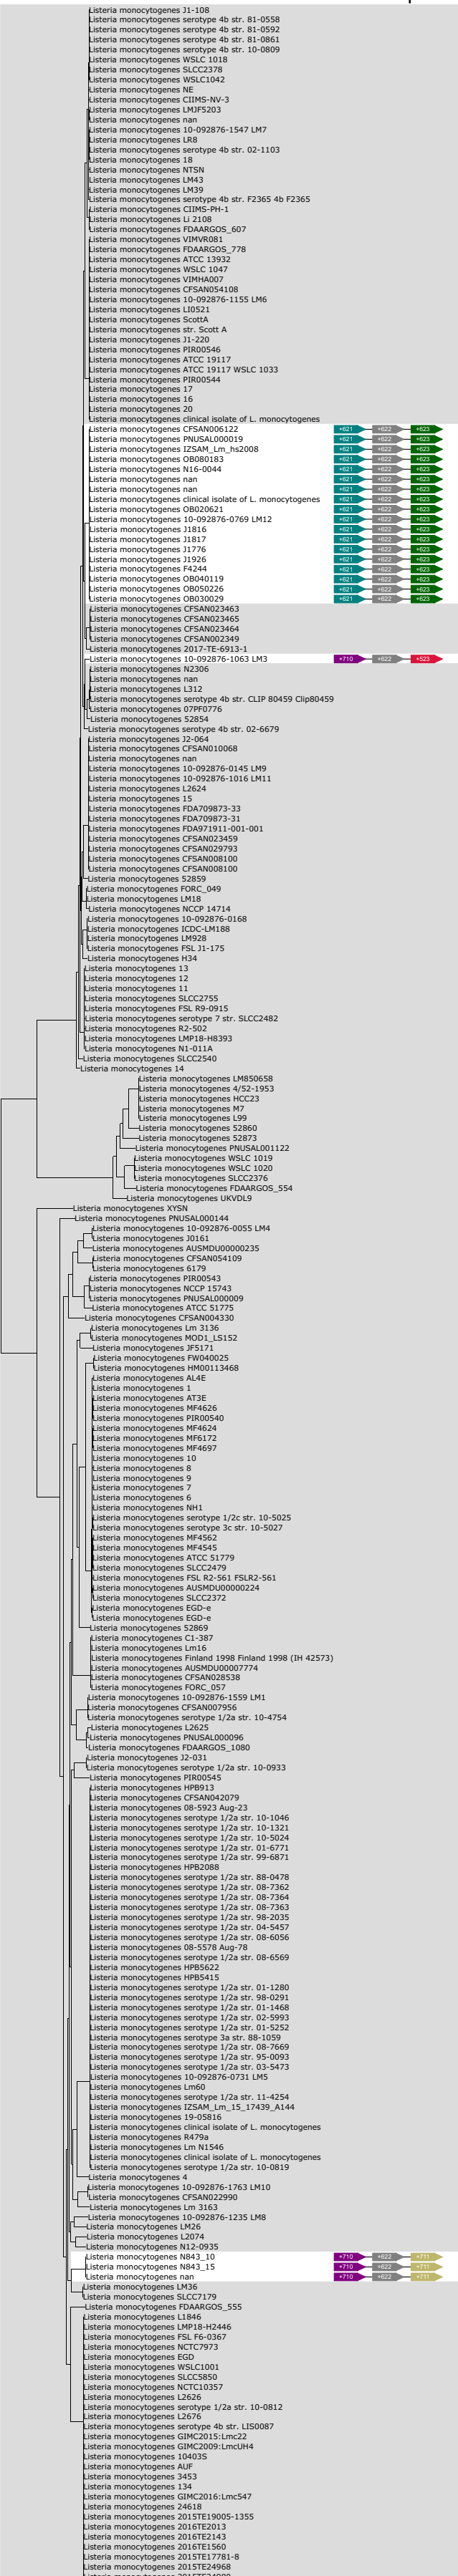 Listeria monocytogenes J1-108
Listeria monocytogenes serotype 4b str. 81-0558
Listeria monocytogenes serotype 4b str. 81-0592
Listeria monocytogenes serotype 4b str. 81-0861
Listeria monocytogenes serotype 4b str. 10-0809
Listeria monocytogenes WSLC 1018
Listeria monocytogenes SLCC2378
Listeria monocytogenes WSLC1042
Listeria monocytogenes NE
Listeria monocytogenes CIIMS-NV-3
Listeria monocytogenes LMJF5203
Listeria monocytogenes nan
Listeria monocytogenes 10-092876-1547 LM7
Listeria monocytogenes LR8
Listeria monocytogenes serotype 4b str. 02-1103
Listeria monocytogenes 18
Listeria monocytogenes NTSN
Listeria monocytogenes LM43
Listeria monocytogenes LM39
Listeria monocytogenes serotype 4b str. F2365 4b F2365
Listeria monocytogenes CIIMS-PH-1
Listeria monocytogenes Li 2108
Listeria monocytogenes FDAARGOS_607
Listeria monocytogenes VIMVR081
Listeria monocytogenes FDAARGOS_778
Listeria monocytogenes ATCC 13932
Listeria monocytogenes WSLC 1047
Listeria monocytogenes VIMHA007
Listeria monocytogenes CFSAN054108
Listeria monocytogenes 10-092876-1155 LM6
Listeria monocytogenes LI0521
Listeria monocytogenes ScottA
Listeria monocytogenes str. Scott A
Listeria monocytogenes J1-220
Listeria monocytogenes PIR00546
Listeria monocytogenes ATCC 19117
Listeria monocytogenes ATCC 19117 WSLC 1033
Listeria monocytogenes PIR00544
Listeria monocytogenes 17
Listeria monocytogenes 16
Listeria monocytogenes 20
Listeria monocytogenes clinical isolate of L. monocytogenes
Listeria monocytogenes CFSAN006122 +621 +622 +623
Listeria monocytogenes PNUSAL000019 +621 +622 +623
Listeria monocytogenes IZSAM_Lm_hs2008 +621 +622 +623
Listeria monocytogenes OB080183 +621 +622 +623
Listeria monocytogenes N16-0044 +621 +622 +623
Listeria monocytogenes nan +621 +622 +623
Listeria monocytogenes nan +621 +622 +623
Listeria monocytogenes clinical isolate of L. monocytogenes +621 +622 +623
Listeria monocytogenes OB020621 +621 +622 +623
Listeria monocytogenes 10-092876-0769 LM12 +621 +622 +623
Listeria monocytogenes J1816 +621 +622 +623
Listeria monocytogenes J1817 +621 +622 +623
Listeria monocytogenes J1776 +621 +622 +623
Listeria monocytogenes J1926 +621 +622 +623
Listeria monocytogenes F4244 +621 +622 +623
Listeria monocytogenes OB040119 +621 +622 +623
Listeria monocytogenes OB050226 +621 +622 +623
Listeria monocytogenes OB030029 +621 +622 +623
Listeria monocytogenes CFSAN023463
Listeria monocytogenes CFSAN023465
Listeria monocytogenes CFSAN023464
Listeria monocytogenes CFSAN002349
Listeria monocytogenes 2017-TE-6913-1
Listeria monocytogenes 10-092876-1063 LM3 +710 +622 +523
Listeria monocytogenes N2306
Listeria monocytogenes nan
Listeria monocytogenes L312
Listeria monocytogenes serotype 4b str. CLIP 80459 Clip80459
Listeria monocytogenes 07PF0776
Listeria monocytogenes 52854
Listeria monocytogenes serotype 4b str. 02-6679
Listeria monocytogenes J2-064
Listeria monocytogenes CFSAN010068
Listeria monocytogenes nan
Listeria monocytogenes 10-092876-0145 LM9
Listeria monocytogenes 10-092876-1016 LM11
Listeria monocytogenes L2624
Listeria monocytogenes 15
Listeria monocytogenes FDA709873-33
Listeria monocytogenes FDA709873-31
Listeria monocytogenes FDA971911-001-001
Listeria monocytogenes CFSAN023459
Listeria monocytogenes CFSAN029793
Listeria monocytogenes CFSAN008100
Listeria monocytogenes CFSAN008100
Listeria monocytogenes 52859
Listeria monocytogenes FORC_049
Listeria monocytogenes LM18
Listeria monocytogenes NCCP 14714
Listeria monocytogenes 10-092876-0168
Listeria monocytogenes ICDC-LM188
Listeria monocytogenes LM928
Listeria monocytogenes FSL J1-175
Listeria monocytogenes H34
Listeria monocytogenes 13
Listeria monocytogenes 12
Listeria monocytogenes 11
Listeria monocytogenes SLCC2755
Listeria monocytogenes FSL R9-0915
Listeria monocytogenes serotype 7 str. SLCC2482
Listeria monocytogenes R2-502
Listeria monocytogenes LMP18-H8393
Listeria monocytogenes N1-011A
Listeria monocytogenes SLCC2540
Listeria monocytogenes 14
Listeria monocytogenes LM850658
Listeria monocytogenes 4/52-1953
Listeria monocytogenes HCC23
Listeria monocytogenes M7
Listeria monocytogenes L99
Listeria monocytogenes 52860
Listeria monocytogenes 52873
Listeria monocytogenes PNUSAL001122
Listeria monocytogenes WSLC 1019
Listeria monocytogenes WSLC 1020
Listeria monocytogenes SLCC2376
Listeria monocytogenes FDAARGOS_554
Listeria monocytogenes UKVDL9
Listeria monocytogenes XYSN
Listeria monocytogenes PNUSAL000144
Listeria monocytogenes 10-092876-0055 LM4
Listeria monocytogenes J0161
Listeria monocytogenes AUSMDU00000235
Listeria monocytogenes CFSAN054109
Listeria monocytogenes 6179
Listeria monocytogenes PIR00543
Listeria monocytogenes NCCP 15743
Listeria monocytogenes PNUSAL000009
Listeria monocytogenes ATCC 51775
Listeria monocytogenes CFSAN004330
Listeria monocytogenes Lm 3136
Listeria monocytogenes MOD1_LS152
Listeria monocytogenes JF5171
Listeria monocytogenes FW040025
Listeria monocytogenes HM00113468
Listeria monocytogenes AL4E
Listeria monocytogenes 1
Listeria monocytogenes AT3E
Listeria monocytogenes MF4626
Listeria monocytogenes PIR00540
Listeria monocytogenes MF4624
Listeria monocytogenes MF6172
Listeria monocytogenes MF4697
Listeria monocytogenes 10
Listeria monocytogenes 8
Listeria monocytogenes 9
Listeria monocytogenes 7
Listeria monocytogenes 6
Listeria monocytogenes NH1
Listeria monocytogenes serotype 1/2c str. 10-5025
Listeria monocytogenes serotype 3c str. 10-5027
Listeria monocytogenes MF4562
Listeria monocytogenes MF4545
Listeria monocytogenes ATCC 51779
Listeria monocytogenes SLCC2479
Listeria monocytogenes FSL R2-561 FSLR2-561
Listeria monocytogenes AUSMDU00000224
Listeria monocytogenes SLCC2372
Listeria monocytogenes EGD-e
Listeria monocytogenes EGD-e
Listeria monocytogenes 52869
Listeria monocytogenes C1-387
Listeria monocytogenes Lm16
Listeria monocytogenes Finland 1998 Finland 1998 (IH 42573)
Listeria monocytogenes AUSMDU00007774
Listeria monocytogenes CFSAN028538
Listeria monocytogenes FORC_057
Listeria monocytogenes 10-092876-1559 LM1
Listeria monocytogenes CFSAN007956
Listeria monocytogenes serotype 1/2a str. 10-4754
Listeria monocytogenes L2625
Listeria monocytogenes PNUSAL000096
Listeria monocytogenes FDAARGOS_1080
Listeria monocytogenes J2-031
Listeria monocytogenes serotype 1/2a str. 10-0933
Listeria monocytogenes PIR00545
Listeria monocytogenes HPB913
Listeria monocytogenes CFSAN042079
Listeria monocytogenes 08-5923 Aug-23
Listeria monocytogenes serotype 1/2a str. 10-1046
Listeria monocytogenes serotype 1/2a str. 10-1321
Listeria monocytogenes serotype 1/2a str. 10-5024
Listeria monocytogenes serotype 1/2a str. 01-6771
Listeria monocytogenes serotype 1/2a str. 99-6871
Listeria monocytogenes HPB2088
Listeria monocytogenes serotype 1/2a str. 88-0478
Listeria monocytogenes serotype 1/2a str. 08-7362
Listeria monocytogenes serotype 1/2a str. 08-7364
Listeria monocytogenes serotype 1/2a str. 08-7363
Listeria monocytogenes serotype 1/2a str. 98-2035
Listeria monocytogenes serotype 1/2a str. 04-5457
Listeria monocytogenes serotype 1/2a str. 08-6056
Listeria monocytogenes 08-5578 Aug-78
Listeria monocytogenes serotype 1/2a str. 08-6569
Listeria monocytogenes HPB5622
Listeria monocytogenes HPB5415
Listeria monocytogenes serotype 1/2a str. 01-1280
Listeria monocytogenes serotype 1/2a str. 98-0291
Listeria monocytogenes serotype 1/2a str. 01-1468
Listeria monocytogenes serotype 1/2a str. 02-5993
Listeria monocytogenes serotype 1/2a str. 01-5252
Listeria monocytogenes serotype 3a str. 88-1059
Listeria monocytogenes serotype 1/2a str. 08-7669
Listeria monocytogenes serotype 1/2a str. 95-0093
Listeria monocytogenes serotype 1/2a str. 03-5473
Listeria monocytogenes 10-092876-0731 LM5
Listeria monocytogenes Lm60
Listeria monocytogenes serotype 1/2a str. 11-4254
Listeria monocytogenes IZSAM_Lm_15_17439_A144
Listeria monocytogenes 19-05816
Listeria monocytogenes clinical isolate of L. monocytogenes
Listeria monocytogenes R479a
Listeria monocytogenes Lm N1546
Listeria monocytogenes clinical isolate of L. monocytogenes
Listeria monocytogenes serotype 1/2a str. 10-0819
Listeria monocytogenes 4
Listeria monocytogenes 10-092876-1763 LM10
Listeria monocytogenes CFSAN022990
Listeria monocytogenes Lm 3163
Listeria monocytogenes 10-092876-1235 LM8
Listeria monocytogenes LM26
Listeria monocytogenes L2074
Listeria monocytogenes N12-0935
Listeria monocytogenes N843_10 +710 +622 +711
Listeria monocytogenes N843_15 +710 +622 +711
Listeria monocytogenes nan +710 +622 +711
Listeria monocytogenes LM36
Listeria monocytogenes SLCC7179
Listeria monocytogenes FDAARGOS_555
Listeria monocytogenes L1846
Listeria monocytogenes LMP18-H2446
Listeria monocytogenes FSL F6-0367
Listeria monocytogenes NCTC7973
Listeria monocytogenes EGD
Listeria monocytogenes WSLC1001
Listeria monocytogenes SLCC5850
Listeria monocytogenes NCTC10357
Listeria monocytogenes L2626
Listeria monocytogenes serotype 1/2a str. 10-0812
Listeria monocytogenes L2676
Listeria monocytogenes serotype 4b str. LIS0087
Listeria monocytogenes GIMC2015:Lmc22
Listeria monocytogenes GIMC2009:LmcUH4
Listeria monocytogenes 10403S
Listeria monocytogenes AUF
Listeria monocytogenes 3453
Listeria monocytogenes 134
Listeria monocytogenes GIMC2016:Lmc547
Listeria monocytogenes 24618
Listeria monocytogenes 2015TE19005-1355
Listeria monocytogenes 2016TE2013
Listeria monocytogenes 2016TE2143
Listeria monocytogenes 2016TE1560
Listeria monocytogenes 2015TE17781-8
Listeria monocytogenes 2015TE24968